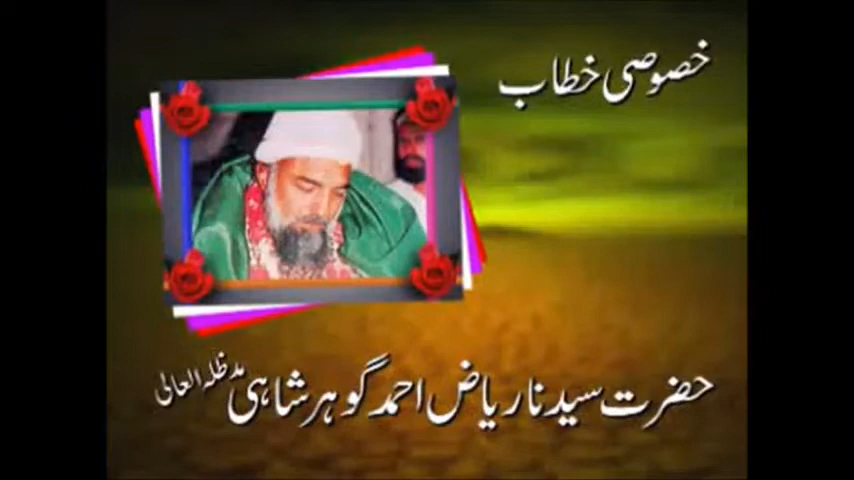 خصوصی خطاب
حضرت سیدنا ریاض احمد گوہر شاہی مدظلہ العالی